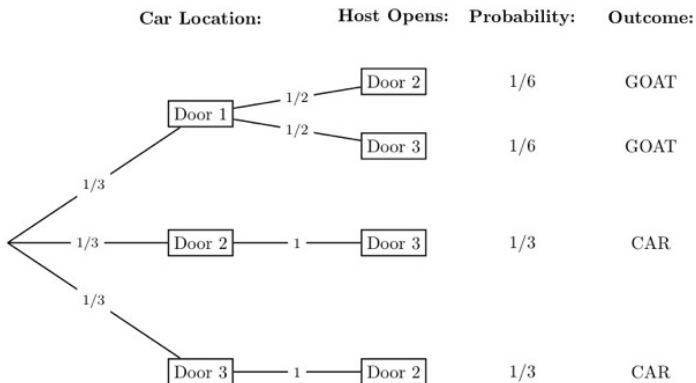 Car Location: Host Opens: Probability: Outcome:
Door 2 1/6 GOAT
1/2
Door 1
1/2
Door 3 1/6 GOAT
1/3
1/3 Door 2 1 Door 3 1/3 CAR
1/3
Door 3 1 Door 2 1/3 CAR